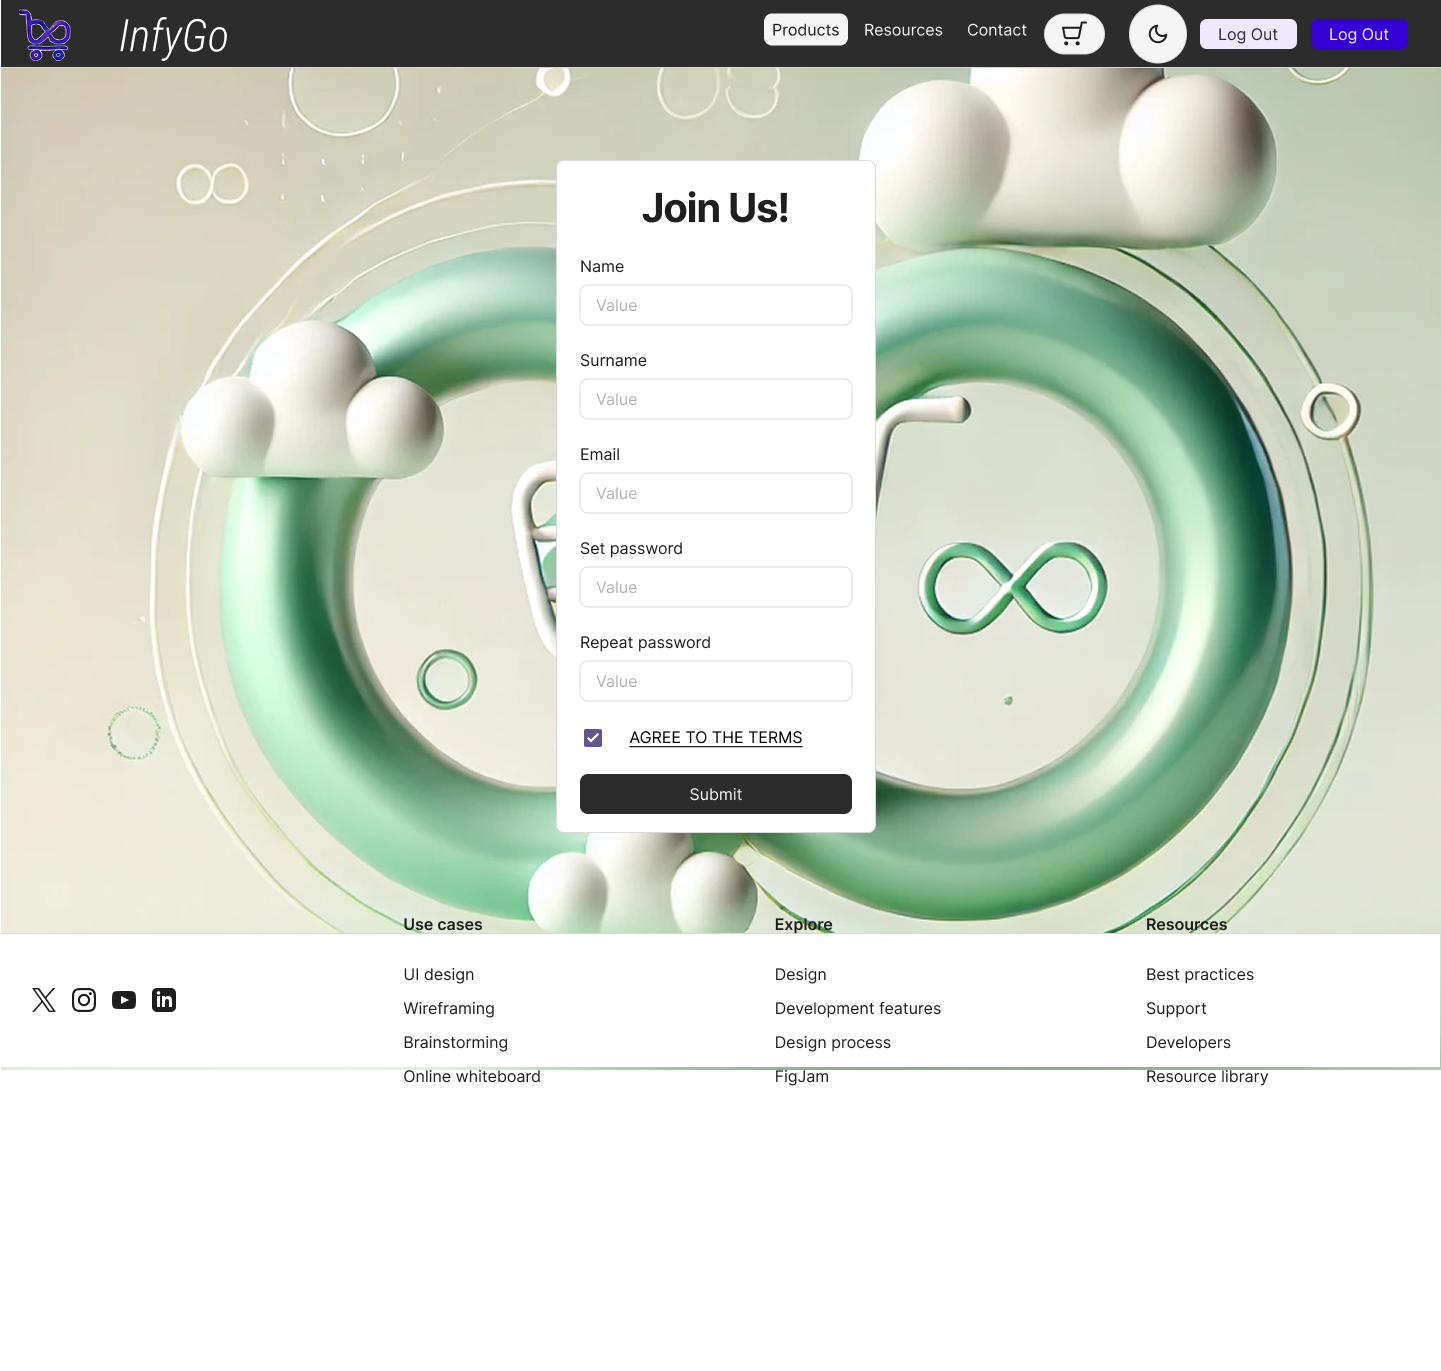 InfyGo
Products Resources Contact Log Out Log Out
Join Us!
Name
Value
Surname
Value
Email
Value
Set password
Value
Repeat password
Value
AGREE TO THE TERMS
Submit
Use cases
UI design
Wireframing
Brainstorming
Online whiteboard
Explore
Design
Development features
Design process
FigJam
Resources
Best practices
Support
Developers
Resource library